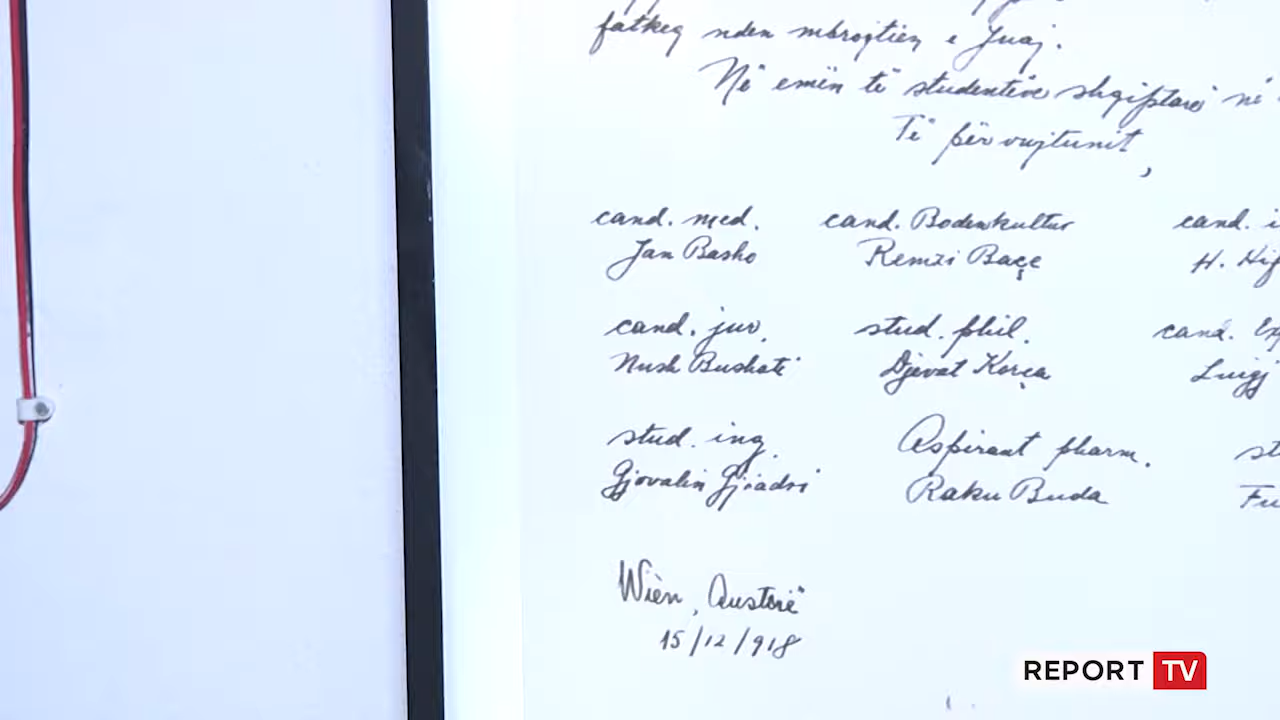 fatkeq nden mbrojtien e Juaj.
Në emën të studentëve shqiptarë në
Të përvujtunit,
cand. med. cand. Bodenkultur cand.
Jan Basho Remzi Baçe H.
cand. jur. stud. phil. cand.
Nush Bushati Djevat Korça Luigj
stud. ing. Aspirant pharm.
Gjovalin Gjadri Raku Buda
Wien, Austrië
15/12/918
REPORT TV